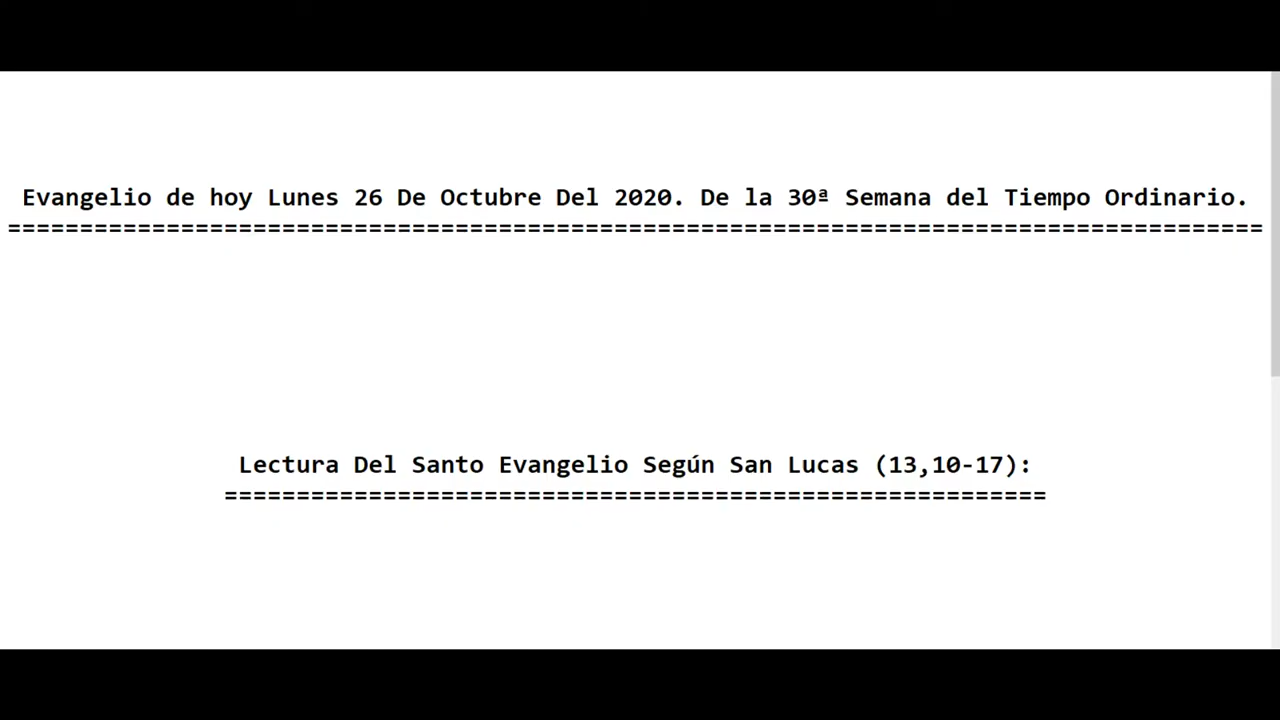 Evangelio de hoy Lunes 26 De Octubre Del 2020. De la 30ª Semana del Tiempo Ordinario.
=======================================================================================
Lectura Del Santo Evangelio Según San Lucas (13,10-17):
=========================================================